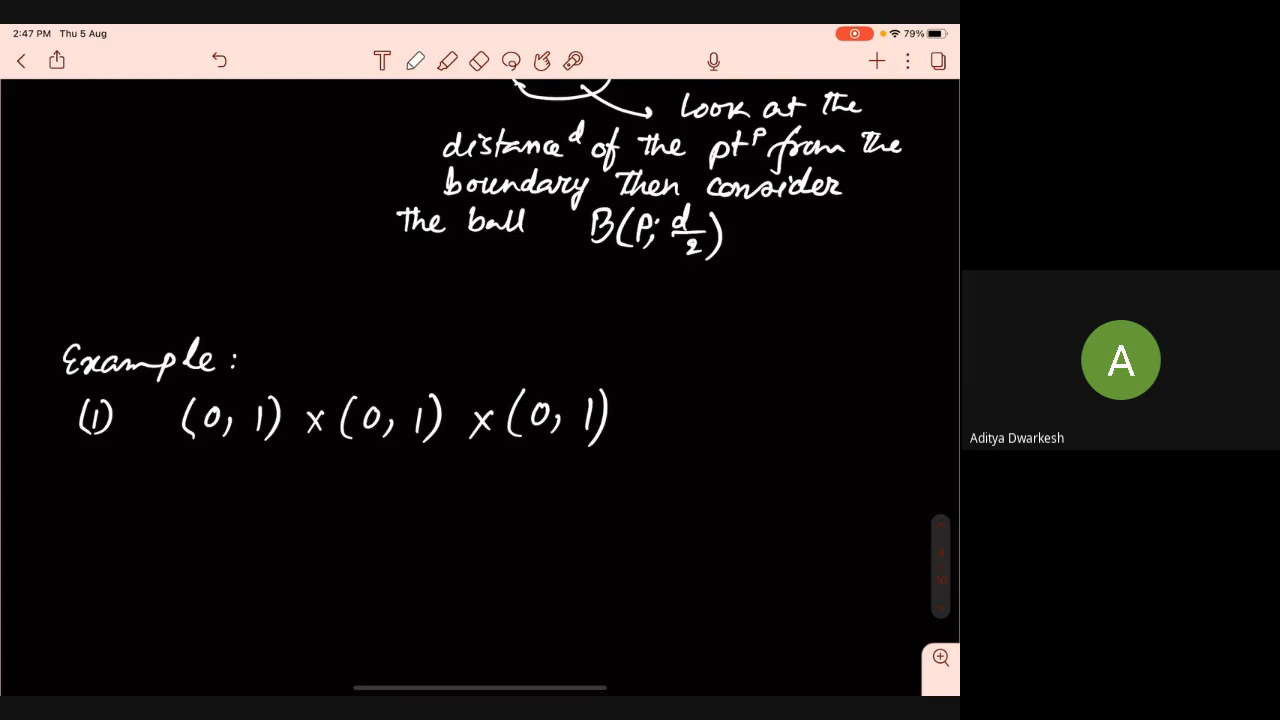 2:47 PM Thu 5 Aug
79%
T
look at the
distance d of the pt p from the
boundary then consider
the ball B(P; d/2)
Example:
(1) (0, 1) × (0, 1) × (0, 1)
A
Aditya Dwarkesh